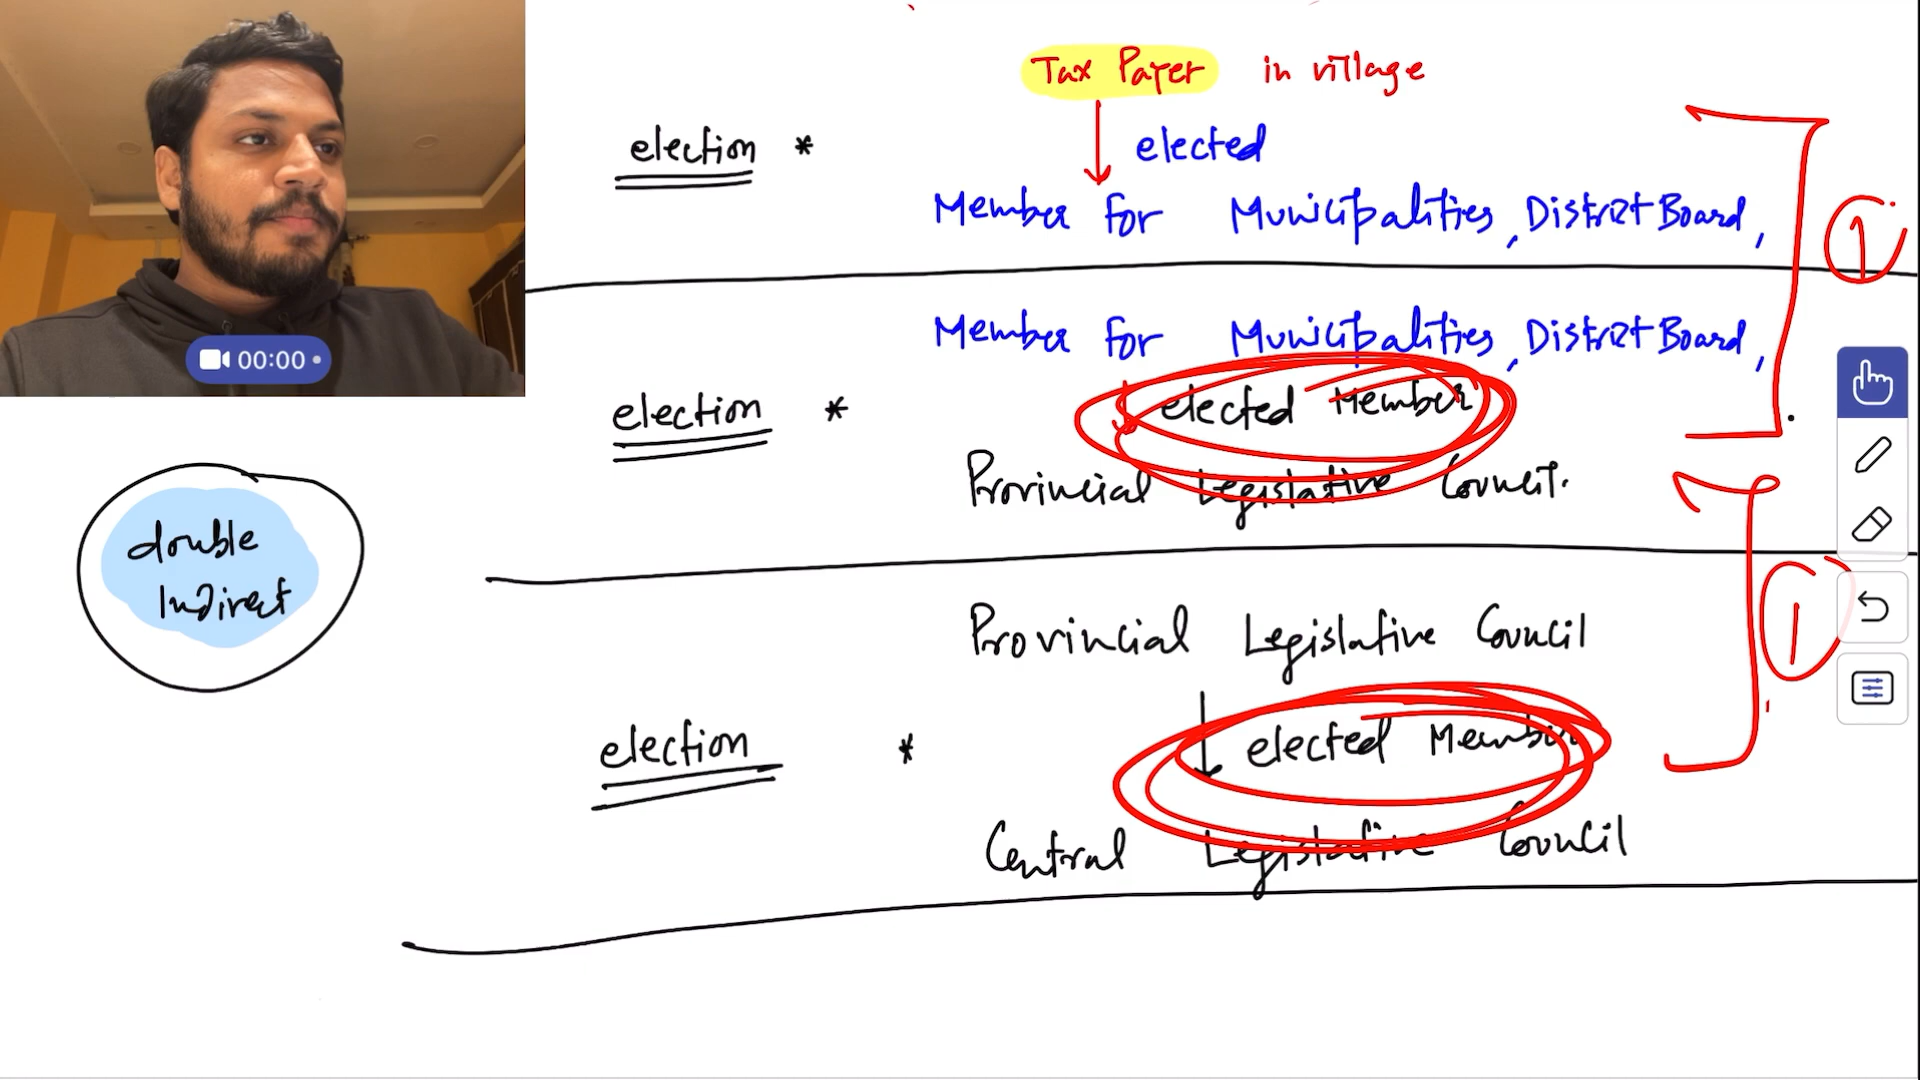 Tax Payer in village
election * elected
Member for Municipalities, District Board,
1
Member for Municipalities, District Board,
election * elected Member
Provincial Legislative Council.
double
Indirect
Provincial Legislative Council
1
election * elected Member
Central Legislative Council
00:00